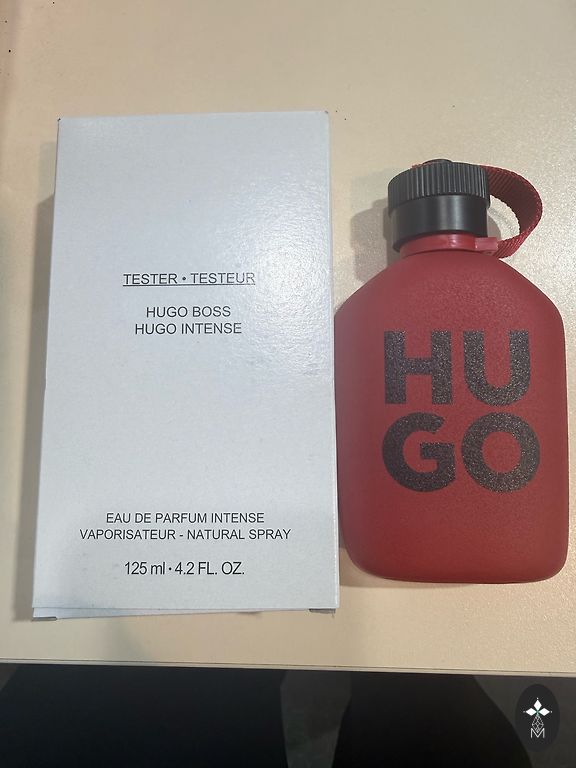 TESTER • TESTEUR
HUGO BOSS
HUGO INTENSE
EAU DE PARFUM INTENSE
VAPORISATEUR - NATURAL SPRAY
125 ml • 4.2 FL. OZ.
HU
GO
M